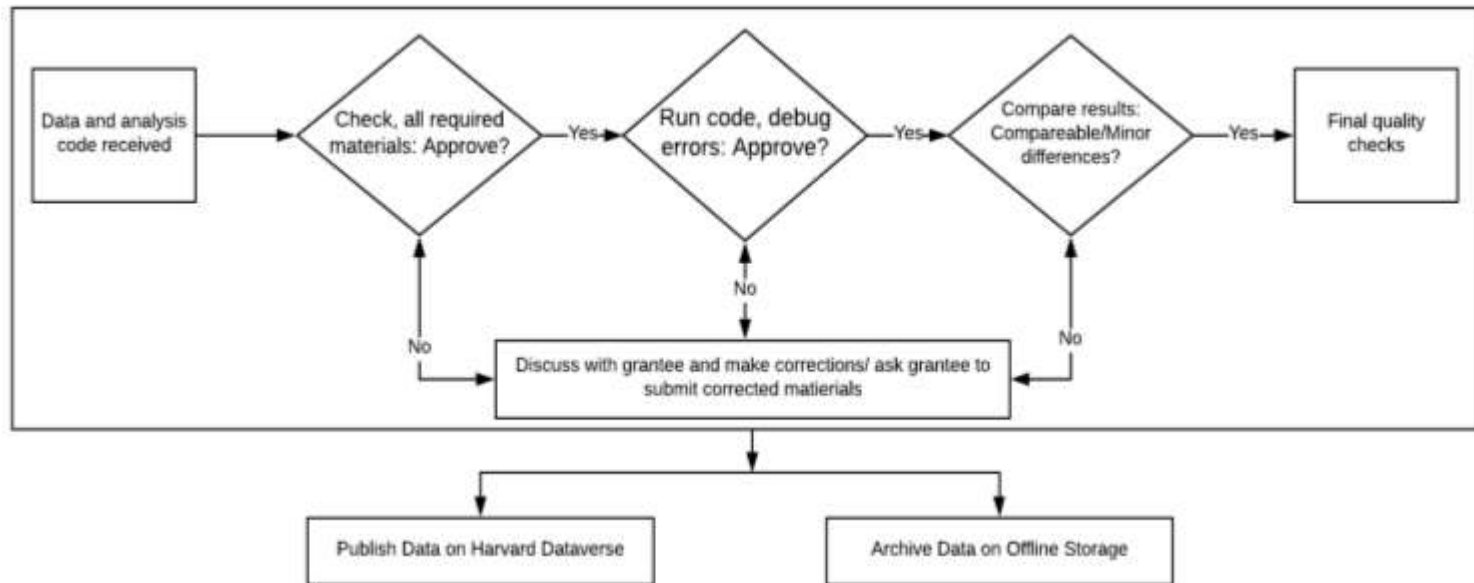 Data and analysis
code received
Check, all required
materials: Approve?
Yes
Run code, debug
errors: Approve?
Yes
Compare results:
Compareable/Minor
differences?
Yes
Final quality
checks
No
No
No
Discuss with grantee and make corrections/ ask grantee to
submit corrected matierials
Publish Data on Harvard Dataverse
Archive Data on Offline Storage